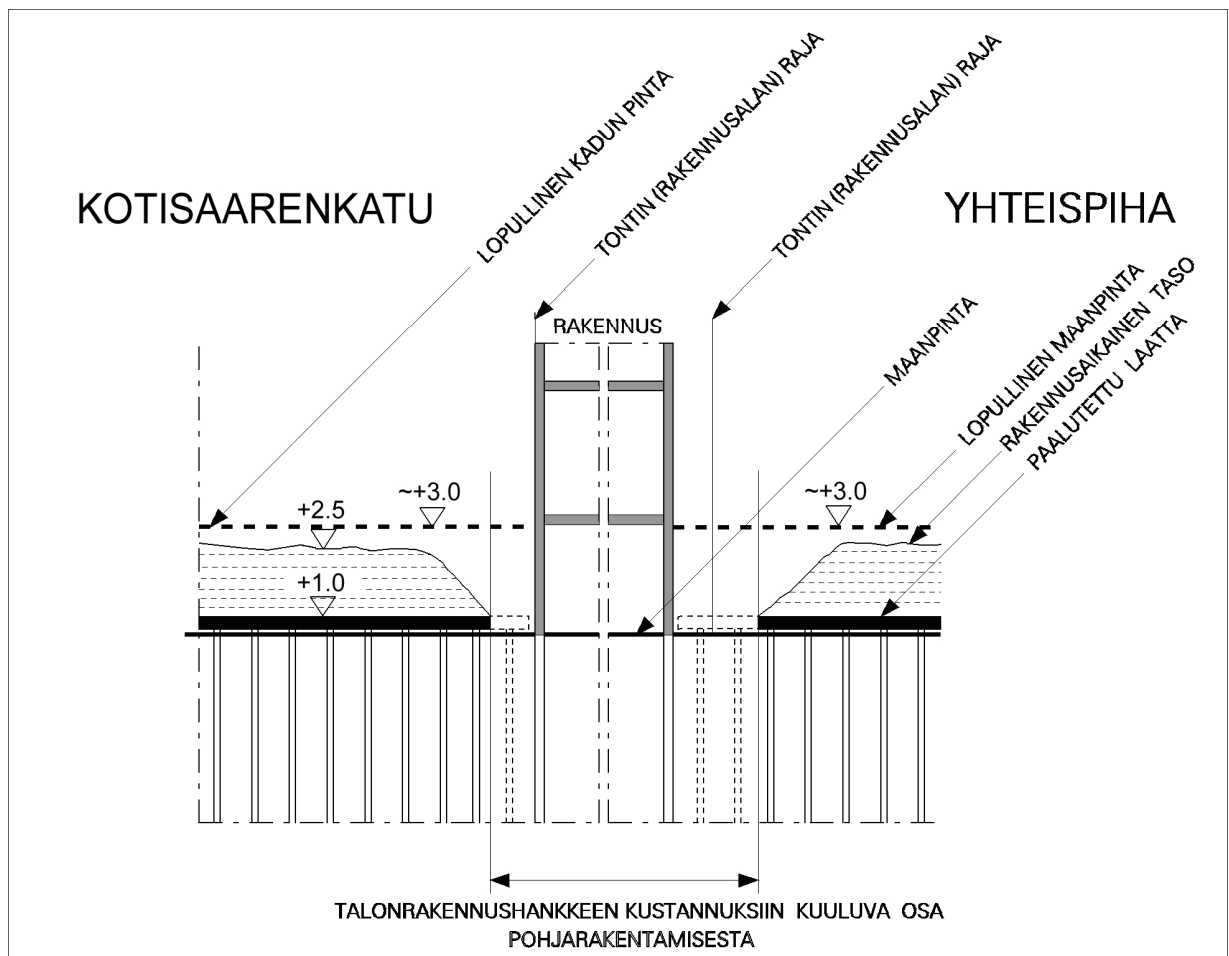 KOTISAARENKATU
LOPULLINEN KADUN PINTA
TONTIN (RAKENNUSALAN) RAJA
TONTIN (RAKENNUSALAN) RAJA
YHTEISPIHA
RAKENNUS
MAANPINTA
LOPULLINEN MAANPINTA
RAKENNUSAIKAINEN TASO
PAALUTETTU LAATTA
+2.5
~+3.0
~+3.0
+1.0
TALONRAKENNUSHANKKEEN KUSTANNUKSIIN KUULUVA OSA
POHJARAKENTAMISESTA